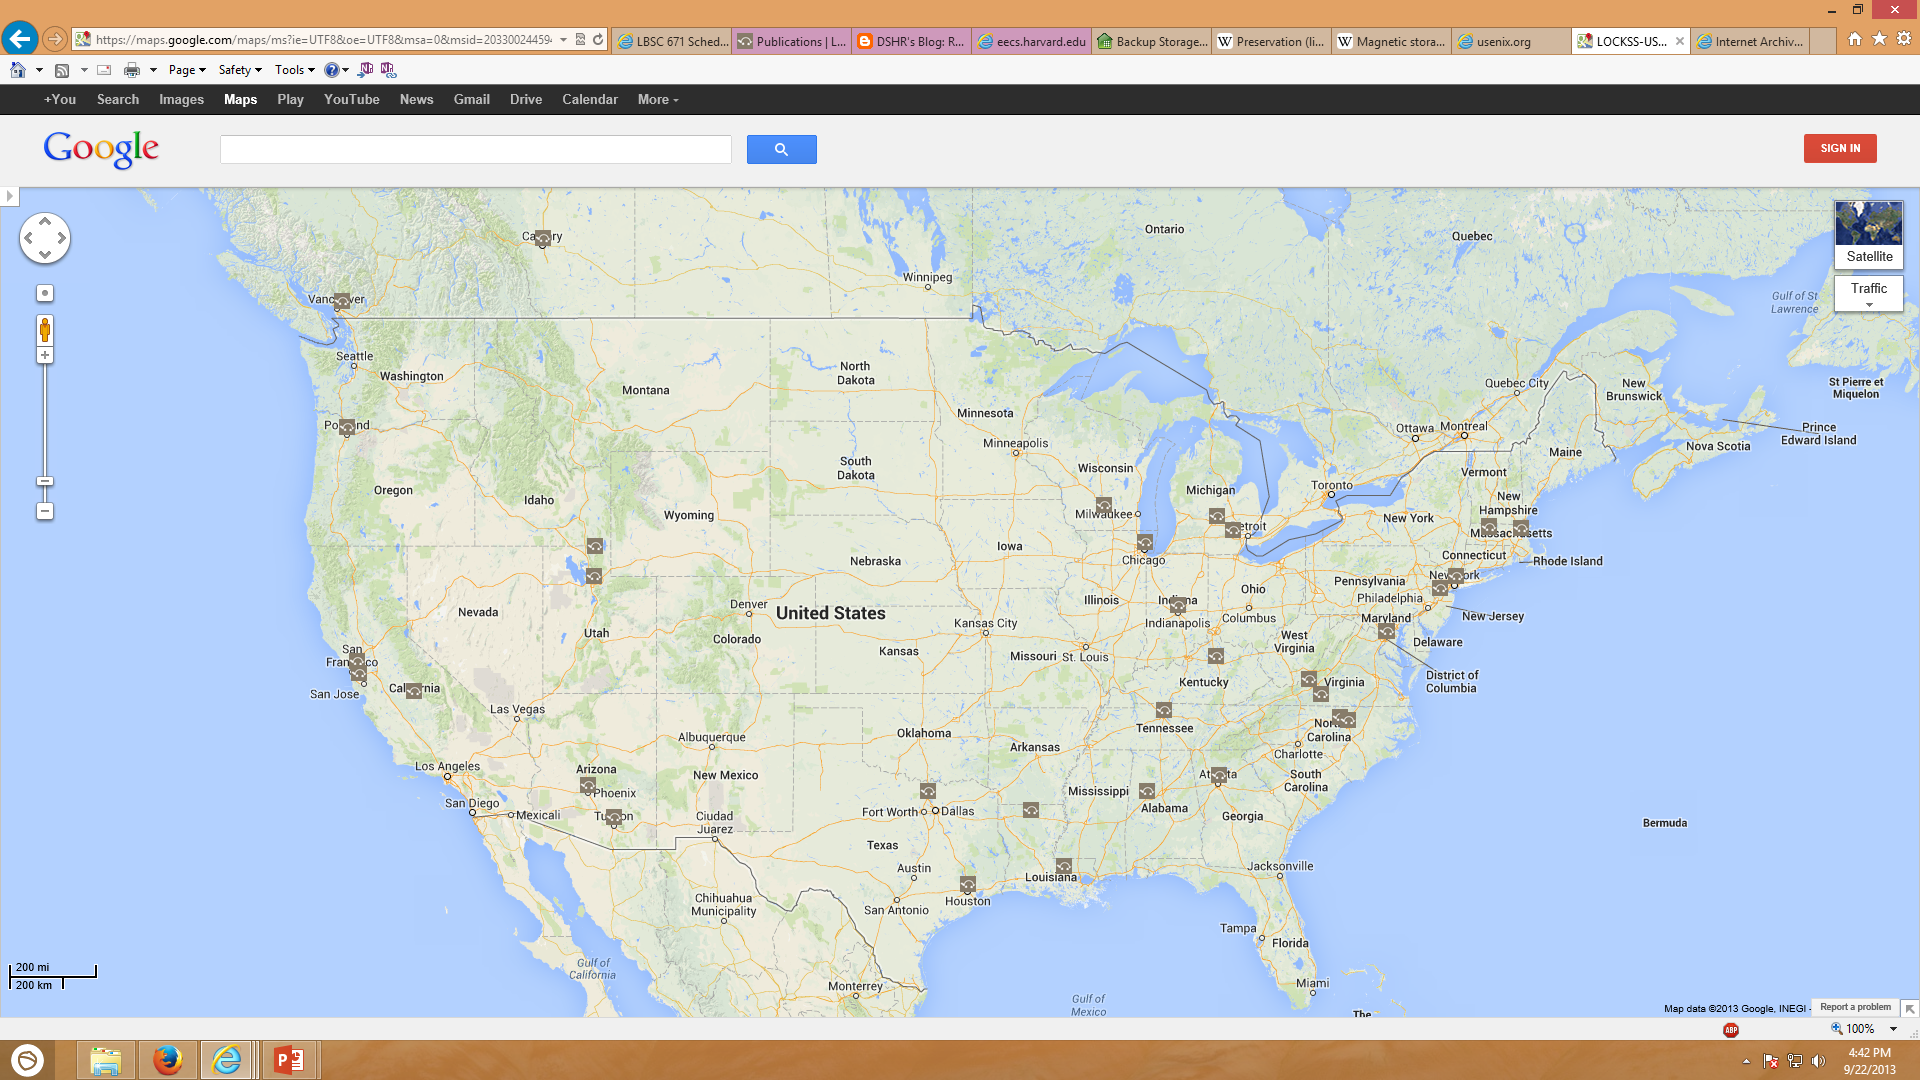 https://maps.google.com/maps/ms?ie=UTF8&oe=UTF8&msa=0&msid=20330024459
LBSC 671 Sched...
Publications | L...
DSHR's Blog: R...
eecs.harvard.edu
Backup Storage...
Preservation (li...
Magnetic stora...
usenix.org
LOCKSS-US...
Internet Archiv...
Page
Safety
Tools
+You Search Images Maps Play YouTube News Gmail Drive Calendar More
Google
SIGN IN
Satellite
Traffic
Ontario
Quebec
Winnipeg
Gulf of St
Lawrence
Seattle
Washington
Montana
North
Dakota
Minnesota
Minneapolis
Quebec City
New
Brunswick
St Pierre et
Miquelon
Prince
Edward Island
Nova Scotia
Ottawa
Montreal
Maine
Vermont
New
Hampshire
Toronto
New York
Oregon
Idaho
Wyoming
South
Dakota
Wisconsin
Michigan
Milwaukee
Massachusetts
Connecticut
Rhode Island
Iowa
Nebraska
Chicago
Pennsylvania
Philadelphia
New Jersey
Ohio
Illinois
Indianapolis
Columbus
Maryland
Delaware
District of
Columbia
Nevada
Utah
Denver
Colorado
United States
Kansas City
Kansas
Missouri
St. Louis
West
Virginia
Kentucky
Virginia
San
San Jose
Las Vegas
Albuquerque
Oklahoma
Arkansas
Tennessee
Carolina
Charlotte
South
Carolina
Los Angeles
Arizona
Phoenix
New Mexico
San Diego
Mexicali
Ciudad
Juarez
Fort Worth
Dallas
Mississippi
Alabama
Georgia
Bermuda
Texas
Austin
Louisiana
Jacksonville
Chihuahua
Municipality
San Antonio
Houston
Tampa
Florida
Miami
Gulf of
California
Monterrey
Gulf of
Mexico
The
200 mi
200 km
Map data ©2013 Google, INEGI -
Report a problem
ABP
100%
4:42 PM
9/22/2013